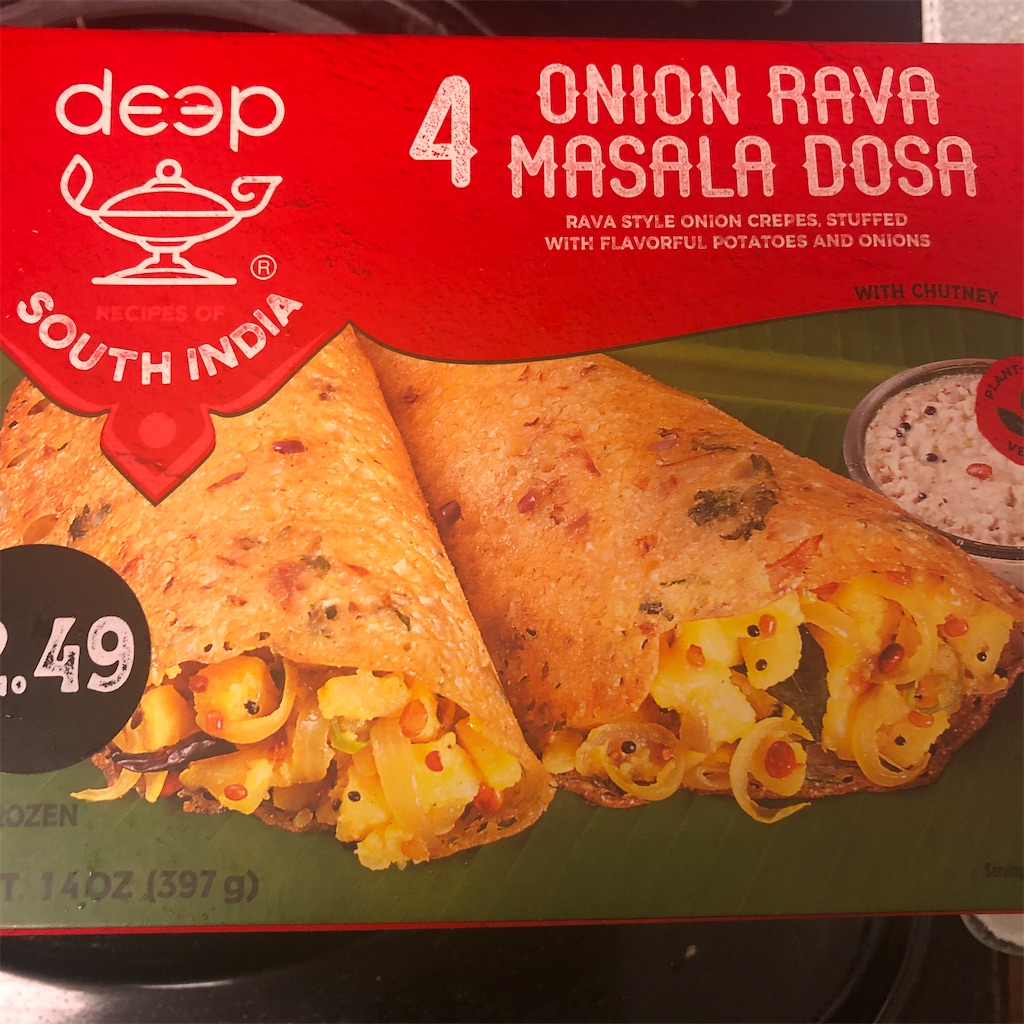 deep
®
RECIPES OF
SOUTH INDIA
4 ONION RAVA
MASALA DOSA
RAVA STYLE ONION CREPES, STUFFED
WITH FLAVORFUL POTATOES AND ONIONS
WITH CHUTNEY
.49
T. 14OZ (397 g)